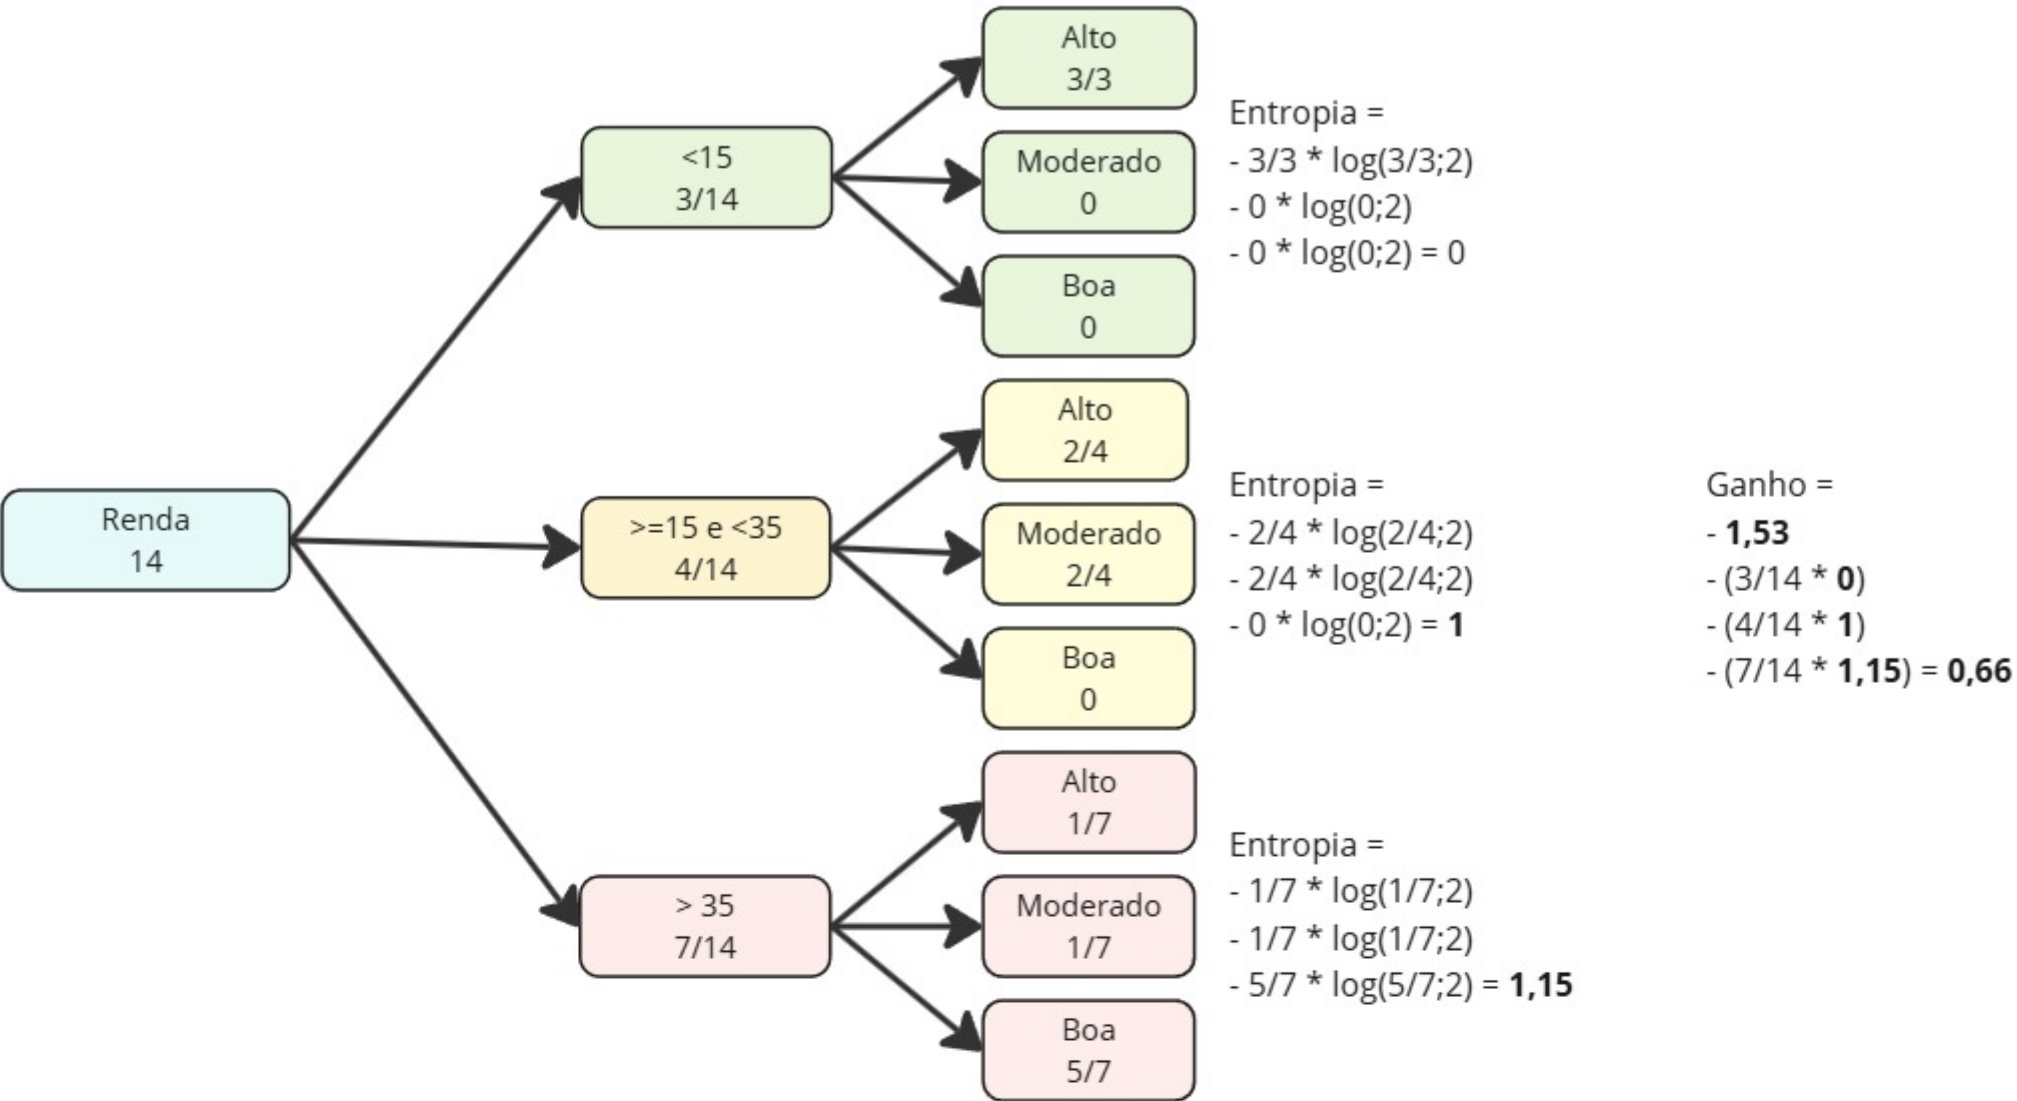 Renda
14
<15
3/14
Alto
3/3
Moderado
0
Boa
0
Entropia =
- 3/3 * log(3/3;2)
- 0 * log(0;2)
- 0 * log(0;2) = 0
>=15 e <35
4/14
Alto
2/4
Moderado
2/4
Boa
0
Entropia =
- 2/4 * log(2/4;2)
- 2/4 * log(2/4;2)
- 0 * log(0;2) = 1
> 35
7/14
Alto
1/7
Moderado
1/7
Boa
5/7
Entropia =
- 1/7 * log(1/7;2)
- 1/7 * log(1/7;2)
- 5/7 * log(5/7;2) = 1,15
Ganho =
- 1,53
- (3/14 * 0)
- (4/14 * 1)
- (7/14 * 1,15) = 0,66